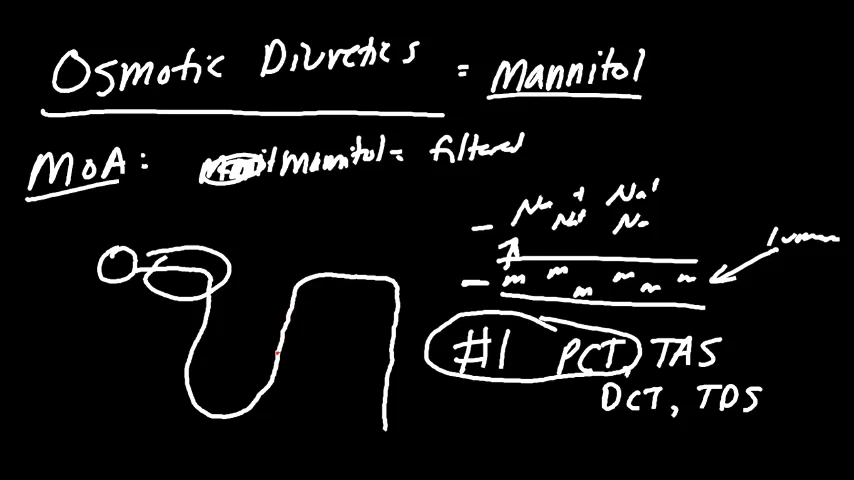 Osmotic Diuretics = Mannitol
MOA: Mannitol = filtered
- Na + Na+
Na+ Na
lumen
- m m m m m m
#1 PCT TAS
DCT, TDS